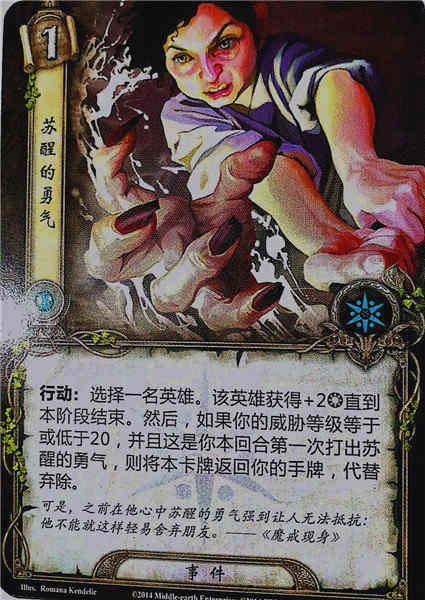 1
苏醒的勇气
行动：选择一名英雄。该英雄获得+2直到
本阶段结束。然后，如果你的威胁等级等于
或低于20，并且这是你本回合第一次打出苏
醒的勇气，则将本卡牌返回你的手牌，代替
弃除。
可是，之前在他心中苏醒的勇气强到让人无法抵抗：
他不能就这样轻易舍弃朋友。——《魔戒现身》
事件
Illus. Romana Kendelic
©2014 Middle-earth Enterprises ©2014